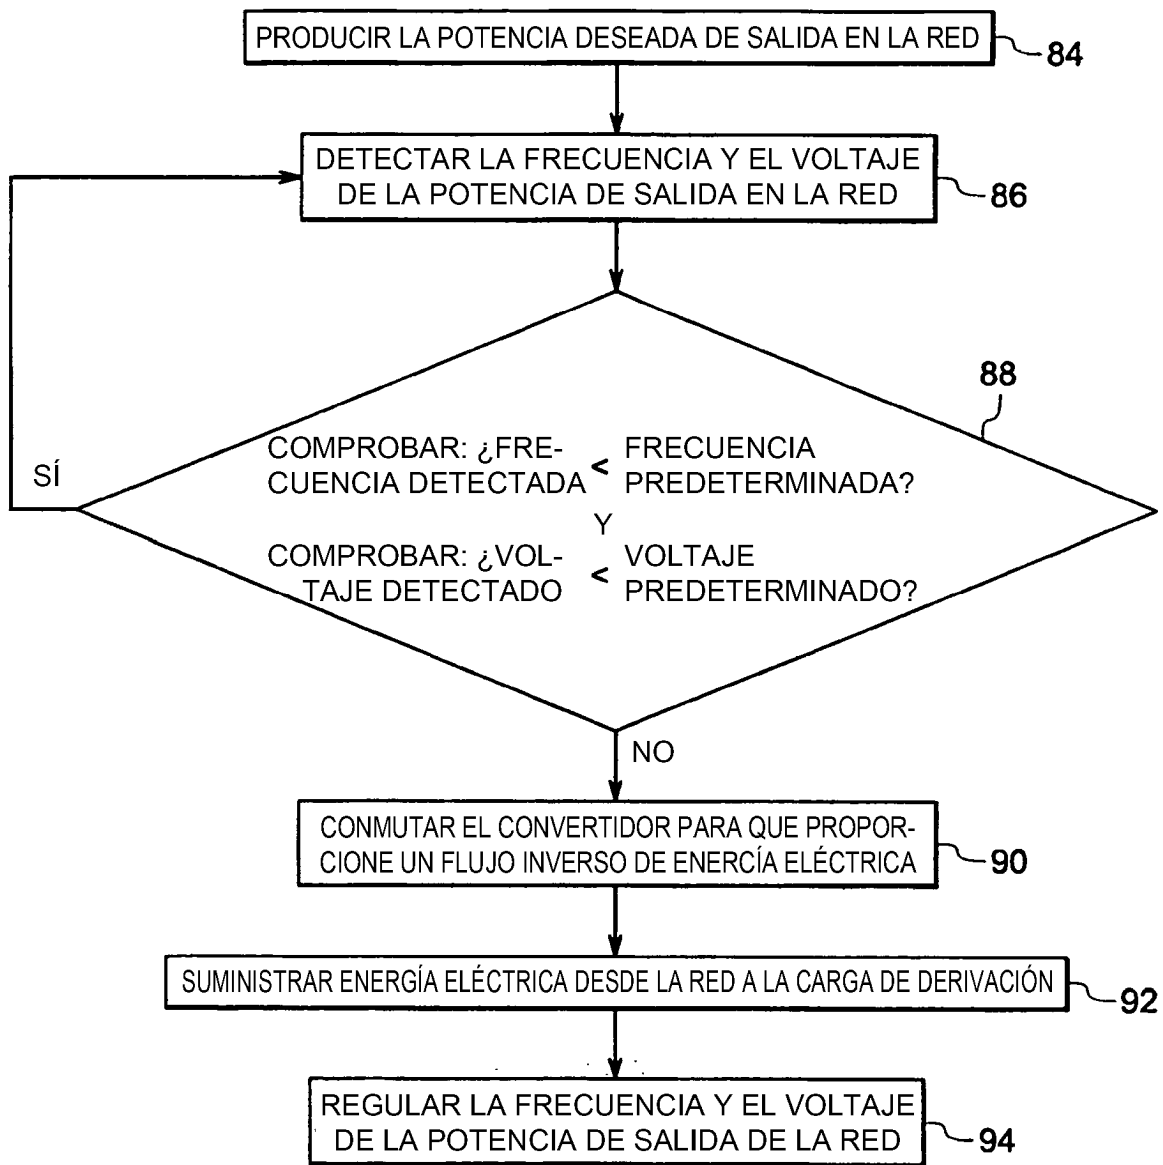 PRODUCIR LA POTENCIA DESEADA DE SALIDA EN LA RED
84
DETECTAR LA FRECUENCIA Y EL VOLTAJE
DE LA POTENCIA DE SALIDA EN LA RED
86
88
SÍ
COMPROBAR: ¿FRE-
CUENCIA DETECTADA
<
FRECUENCIA
PREDETERMINADA?
Y
COMPROBAR: ¿VOL-
TAJE DETECTADO
<
VOLTAJE
PREDETERMINADO?
NO
CONMUTAR EL CONVERTIDOR PARA QUE PROPOR-
CIONE UN FLUJO INVERSO DE ENERCÍA ELÉCTRICA
90
SUMINISTRAR ENERGÍA ELÉCTRICA DESDE LA RED A LA CARGA DE DERIVACIÓN
92
REGULAR LA FRECUENCIA Y EL VOLTAJE
DE LA POTENCIA DE SALIDA DE LA RED
94